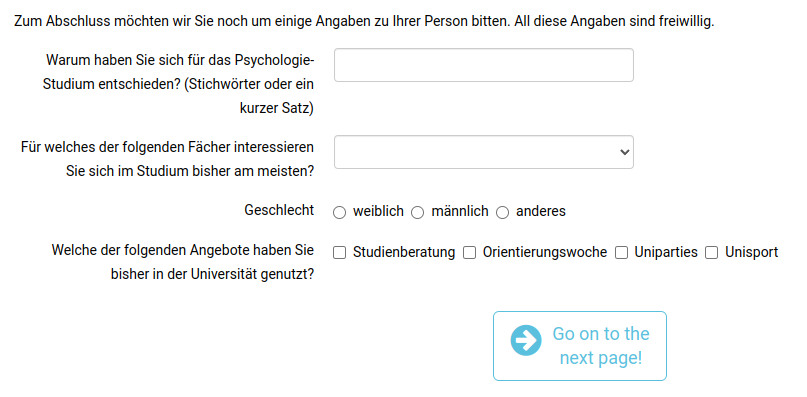 Zum Abschluss möchten wir Sie noch um einige Angaben zu Ihrer Person bitten. All diese Angaben sind freiwillig.
Warum haben Sie sich für das Psychologie-
Studium entschieden? (Stichwörter oder ein
kurzer Satz)
Für welches der folgenden Fächer interessieren
Sie sich im Studium bisher am meisten?
Geschlecht weiblich männlich anderes
Welche der folgenden Angebote haben Sie Studienberatung Orientierungswoche Uniparties Unisport
bisher in der Universität genutzt?
Go on to the
next page!